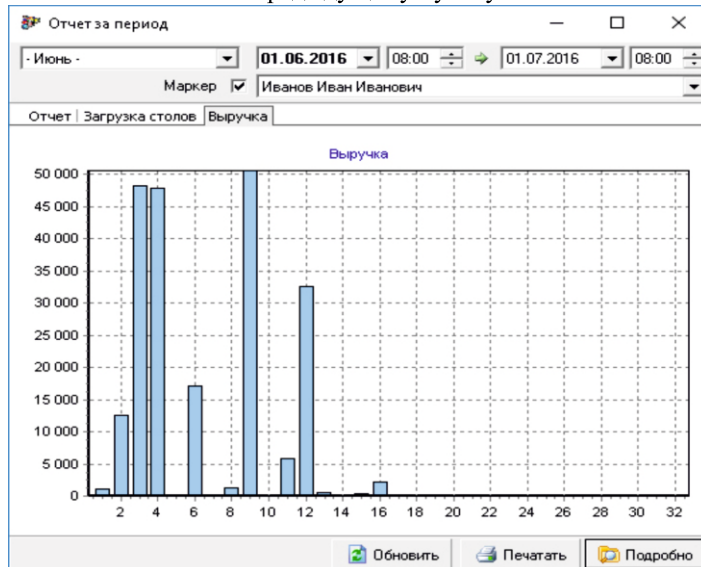 Отчет за период
- Июнь - 01.06.2016 08:00 01.07.2016 08:00
Маркер Иванов Иван Иванович
Отчет Загрузка столов Выручка
Выручка
50 000
45 000
40 000
35 000
30 000
25 000
20 000
15 000
10 000
5 000
0
2 4 6 8 10 12 14 16 18 20 22 24 26 28 30 32
Обновить Печатать Подробно